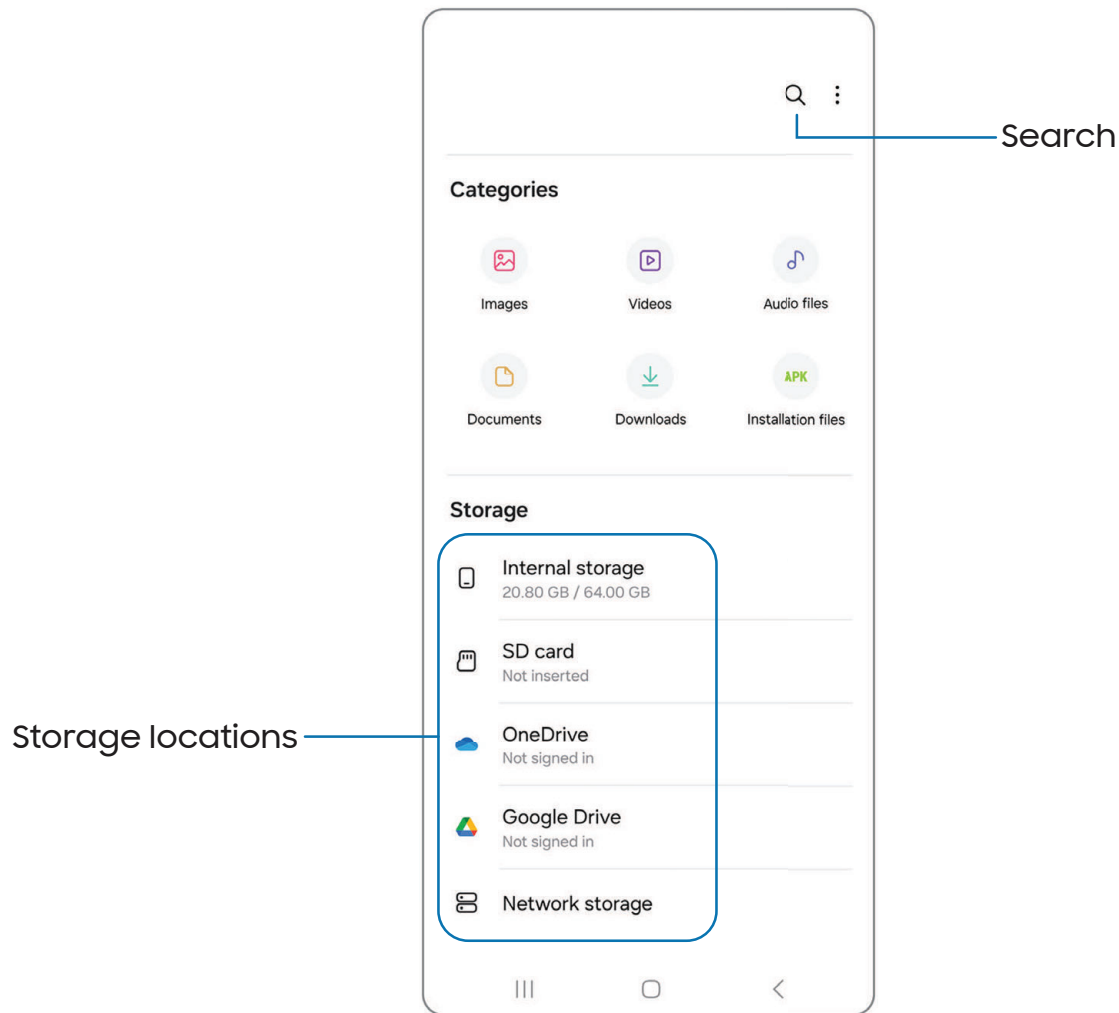 Search
Categories
Images
Videos
Audio files
APK
Documents
Downloads
Installation files
Storage
Internal storage
20.80 GB / 64.00 GB
SD card
Not inserted
Storage locations
OneDrive
Not signed in
Google Drive
Not signed in
Network storage